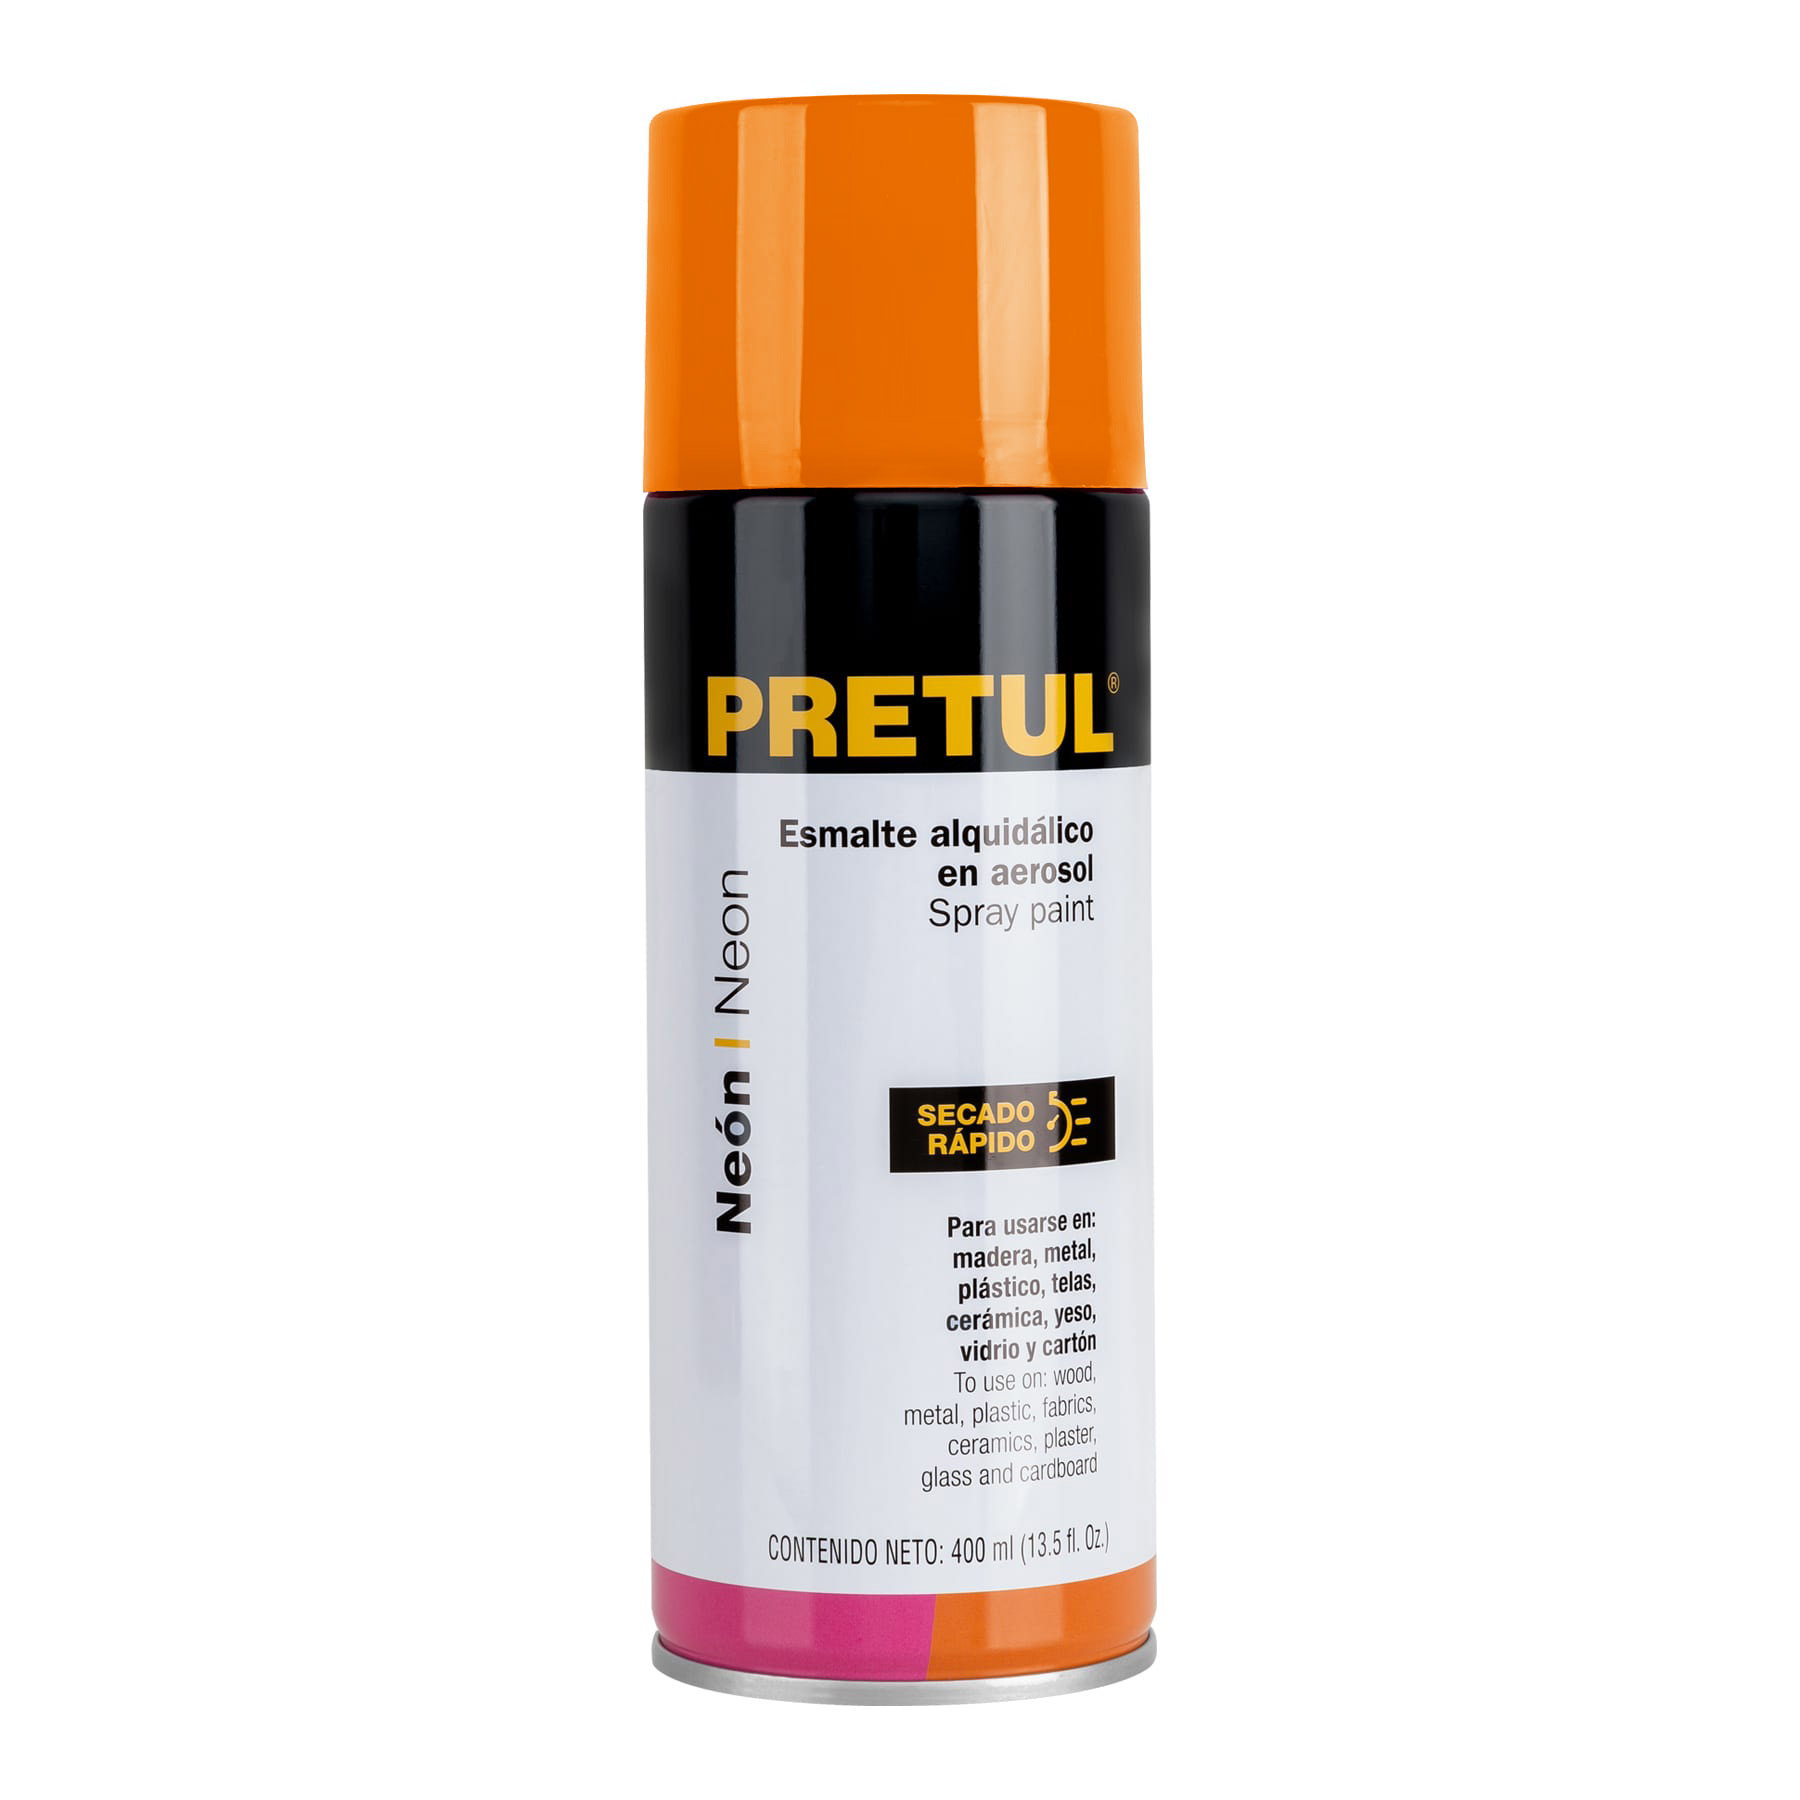 PRETUL®
Esmalte alquidálico
en aerosol
Spray paint
Neón | Neon
SECADO
RÁPIDO
Para usarse en:
madera, metal,
plástico, telas,
cerámica, yeso,
vidrio y cartón
To use on: wood,
metal, plastic, fabrics,
ceramics, plaster,
glass and cardboard
CONTENIDO NETO: 400 ml (13.5 fl. Oz.)